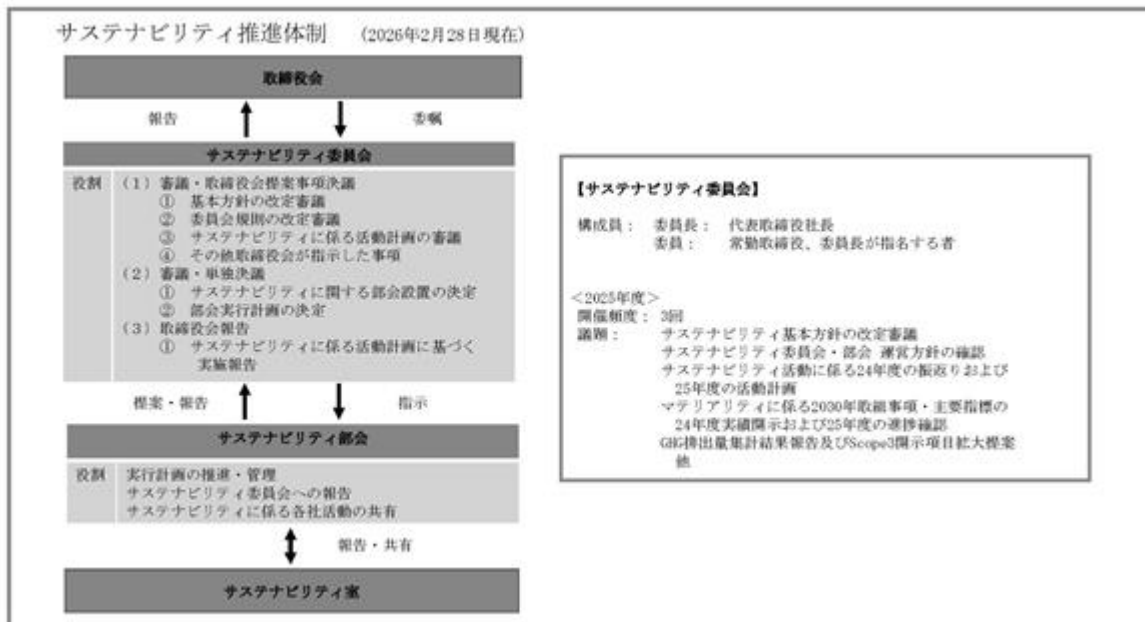 サステナビリティ推進体制 (2026年2月28日現在)
取締役会
報告 委嘱
サステナビリティ委員会
役割
(1)審議・取締役会提案事項決議
① 基本方針の改定審議
② 委員会規則の改定審議
③ サステナビリティに係る活動計画の審議
④ その他取締役会が指示した事項
(2)審議・単独決議
① サステナビリティに関する部会設置の決定
② 部会実行計画の決定
(3)取締役会報告
① サステナビリティに係る活動計画に基づく
実施報告
提案・報告 指示
サステナビリティ部会
役割
実行計画の推進・管理
サステナビリティ委員会への報告
サステナビリティに係る各社活動の共有
報告・共有
サステナビリティ室
【サステナビリティ委員会】
構成員: 委員長: 代表取締役社長
委員: 常勤取締役、委員長が指名する者
<2025年度>
開催頻度: 3回
議題: サステナビリティ基本方針の改定審議
サステナビリティ委員会・部会 運営方針の確認
サステナビリティ活動に係る24年度の振返りおよび
25年度の活動計画
マテリアリティに係る2030年取組事項・主要指標の
24年度実績開示および25年度の進捗確認
GHG排出量集計結果報告及びScope3開示項目拡大提案
他